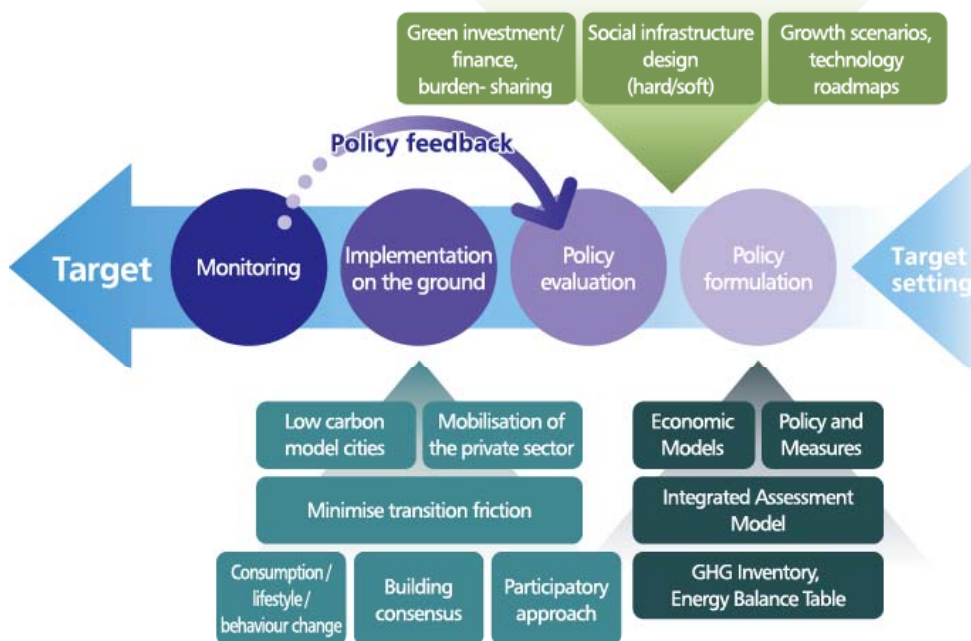 Green investment/
finance,
burden- sharing
Social infrastructure
design
(hard/soft)
Growth scenarios,
technology
roadmaps
Policy feedback
Target
Monitoring
Implementation
on the ground
Policy
evaluation
Policy
formulation
Target
setting
Low carbon
model cities
Mobilisation of
the private sector
Economic
Models
Policy and
Measures
Minimise transition friction
Integrated Assessment
Model
Consumption /
lifestyle /
behaviour change
Building
consensus
Participatory
approach
GHG Inventory,
Energy Balance Table